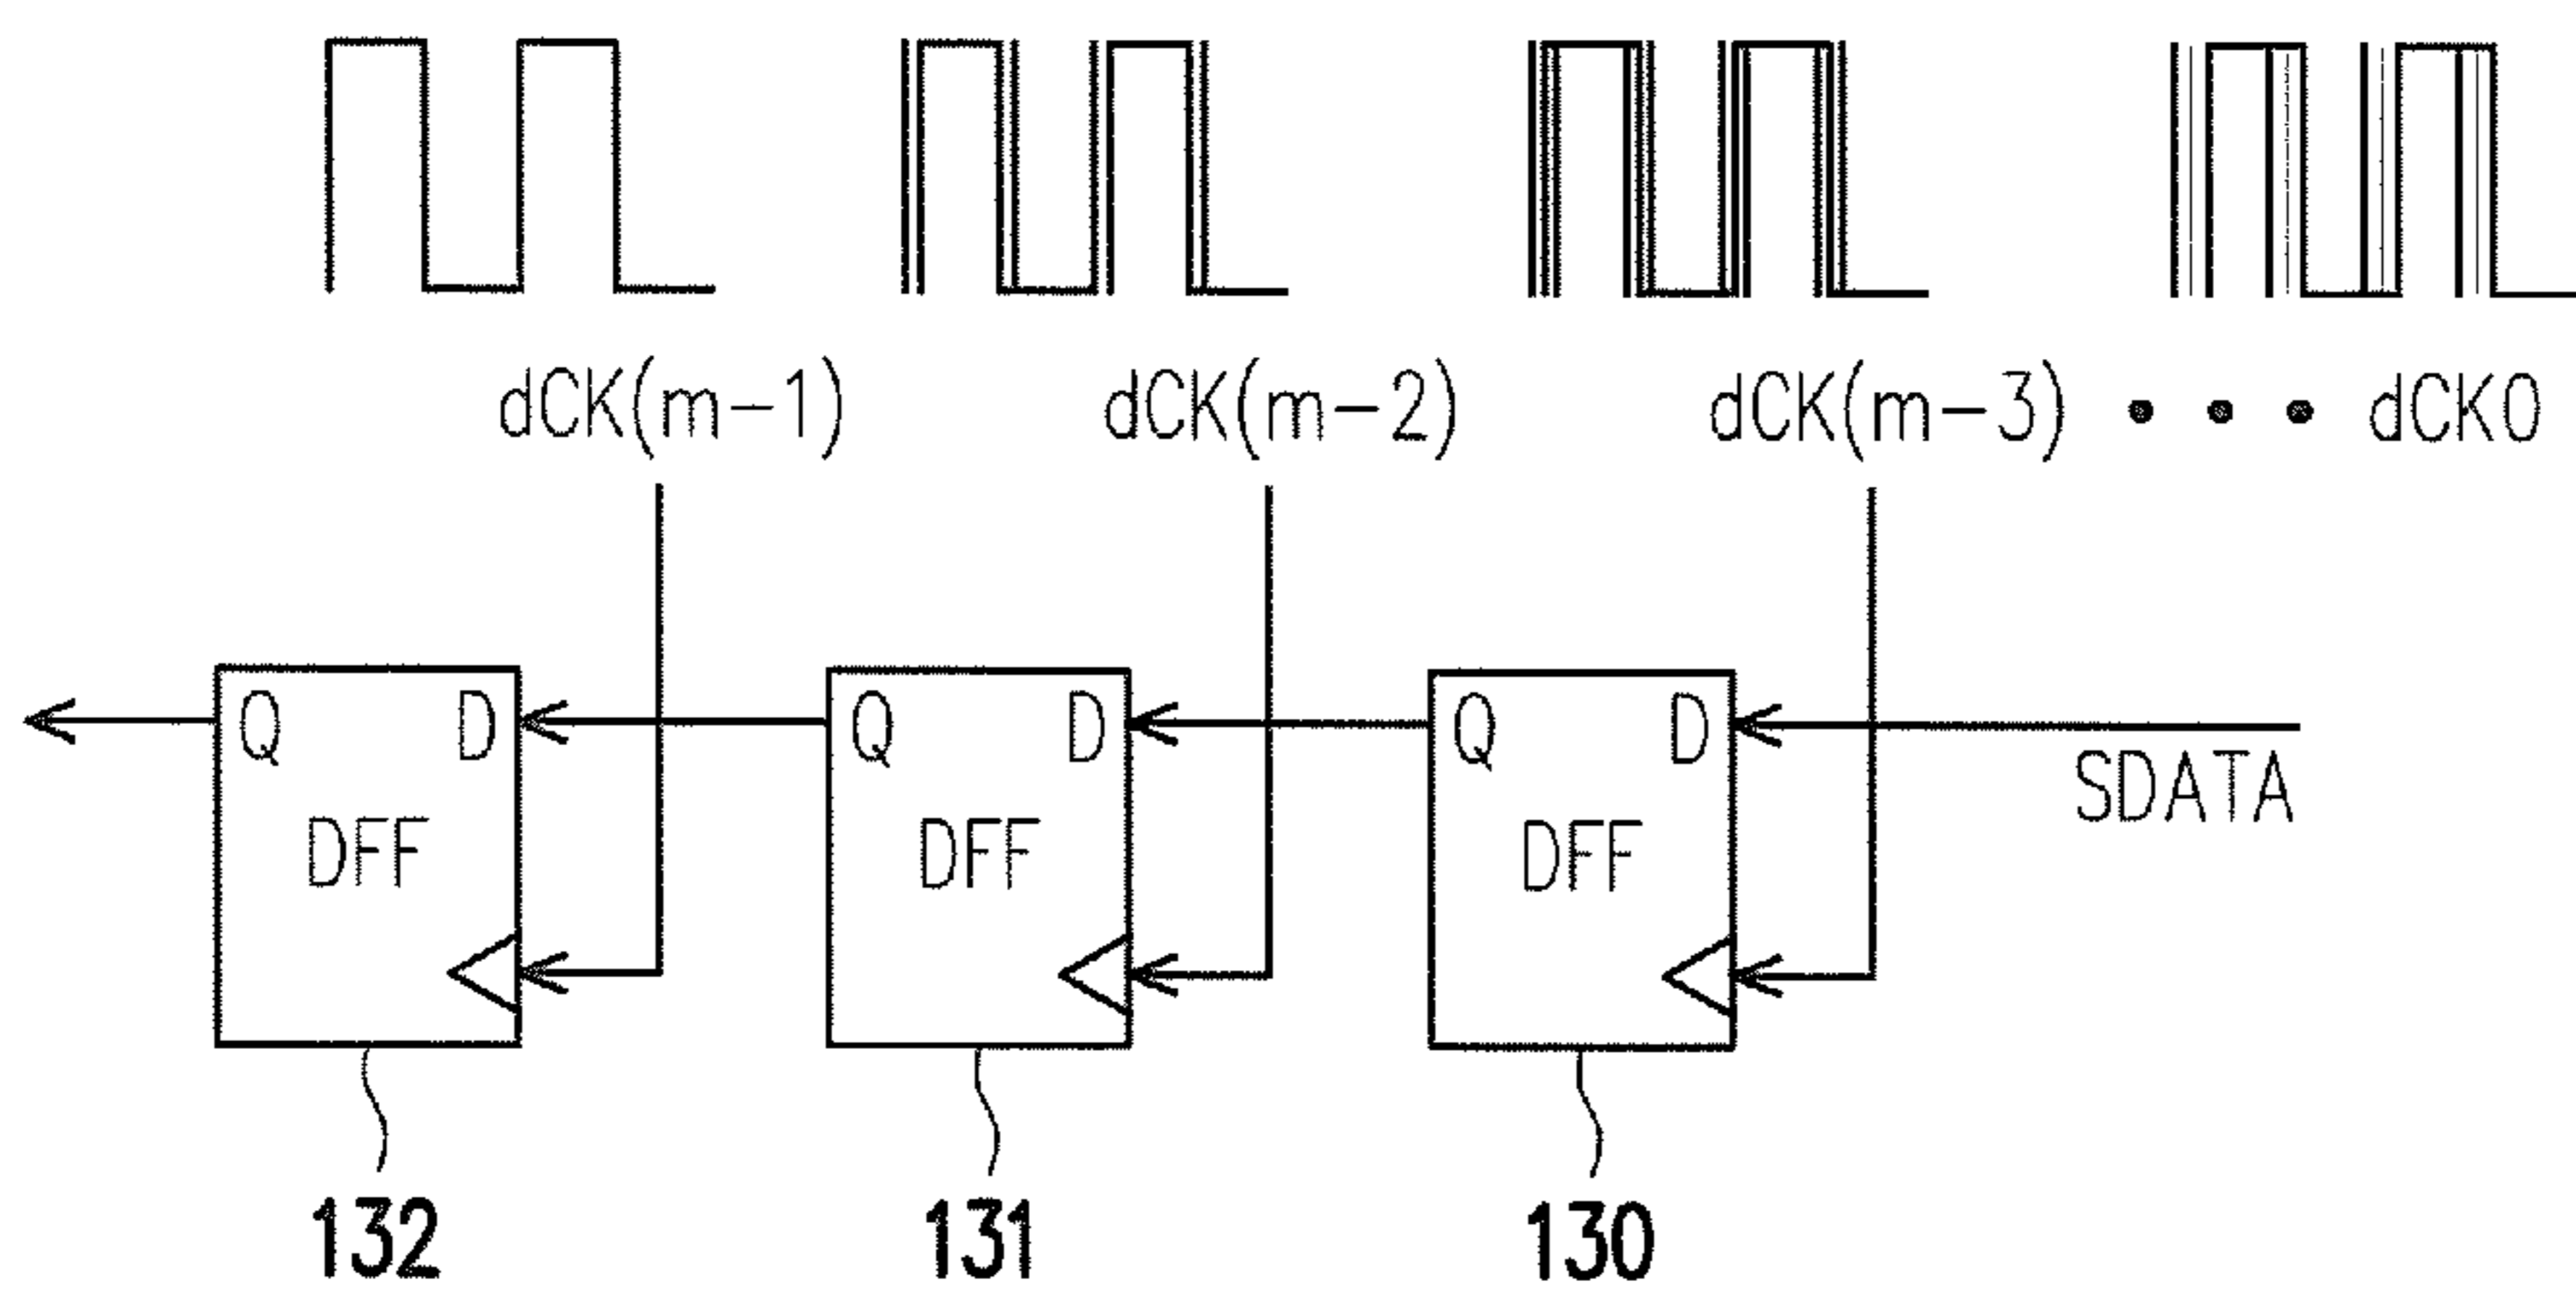 dCK(m-1) dCK(m-2) dCK(m-3) • • • dCK0
Q D Q D Q D
SDATA
DFF DFF DFF
132 131 130